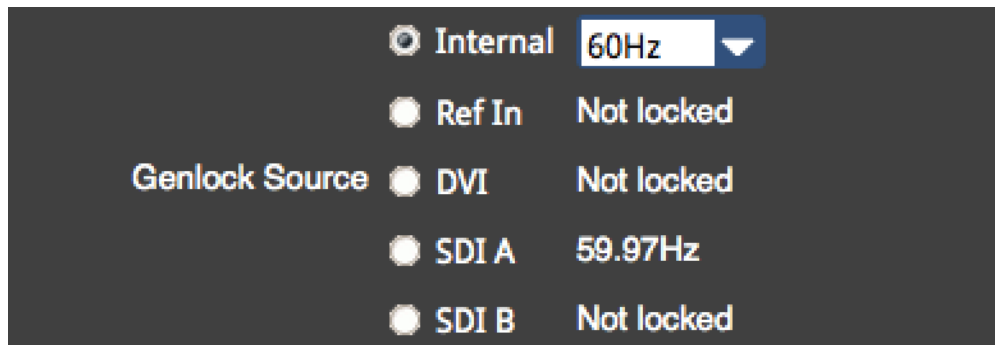 Internal 60Hz
Ref In Not locked
Genlock Source DVI Not locked
SDI A 59.97Hz
SDI B Not locked